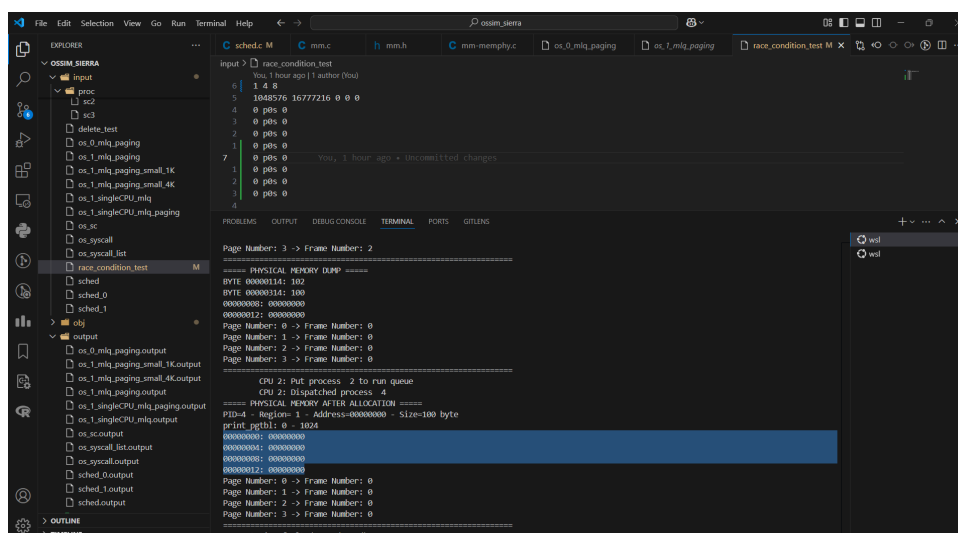 File Edit Selection View Go Run Terminal Help
ossim_sierra
EXPLORER
OSSIM_SIERRA
input
proc
sc2
sc3
delete_test
os_0_mlq_paging
os_1_mlq_paging
os_1_mlq_paging_small_1K
os_1_mlq_paging_small_4K
os_1_singleCPU_mlq
os_1_singleCPU_mlq_paging
os_sc
os_syscall
os_syscall_list
race_condition_test M
sched
sched_0
sched_1
obj
output
os_0_mlq_paging.output
os_1_mlq_paging_small_1K.output
os_1_mlq_paging_small_4K.output
os_1_mlq_paging.output
os_1_singleCPU_mlq_paging.output
os_1_singleCPU_mlq.output
os_sc.output
os_syscall_list.output
os_syscall.output
sched_0.output
sched_1.output
sched.output
OUTLINE
C sched.c M C mm.c h mm.h C mm-memphy.c os_0_mlq_paging os_1_mlq_paging race_condition_test M
input > race_condition_test
You, 1 hour ago | 1 author (You)
6 1 4 8
5 1048576 16777216 0 0 0
4 0 p0s 0
3 0 p0s 0
2 0 p0s 0
1 0 p0s 0
7 0 p0s 0 You, 1 hour ago • Uncommitted changes
1 0 p0s 0
2 0 p0s 0
3 0 p0s 0
4
PROBLEMS OUTPUT DEBUG CONSOLE TERMINAL PORTS GITLENS
wsl
wsl
Page Number: 3 -> Frame Number: 2
================================================================
===== PHYSICAL MEMORY DUMP =====
BYTE 00000114: 102
BYTE 00000314: 100
00000008: 00000000
00000012: 00000000
Page Number: 0 -> Frame Number: 0
Page Number: 1 -> Frame Number: 0
Page Number: 2 -> Frame Number: 0
Page Number: 3 -> Frame Number: 0
================================================================
CPU 2: Put process 2 to run queue
CPU 2: Dispatched process 4
===== PHYSICAL MEMORY AFTER ALLOCATION =====
PID=4 - Region= 1 - Address=00000000 - Size=100 byte
print_pgtbl: 0 - 1024
00000000: 00000000
00000004: 00000000
00000008: 00000000
00000012: 00000000
Page Number: 0 -> Frame Number: 0
Page Number: 1 -> Frame Number: 0
Page Number: 2 -> Frame Number: 0
Page Number: 3 -> Frame Number: 0
================================================================